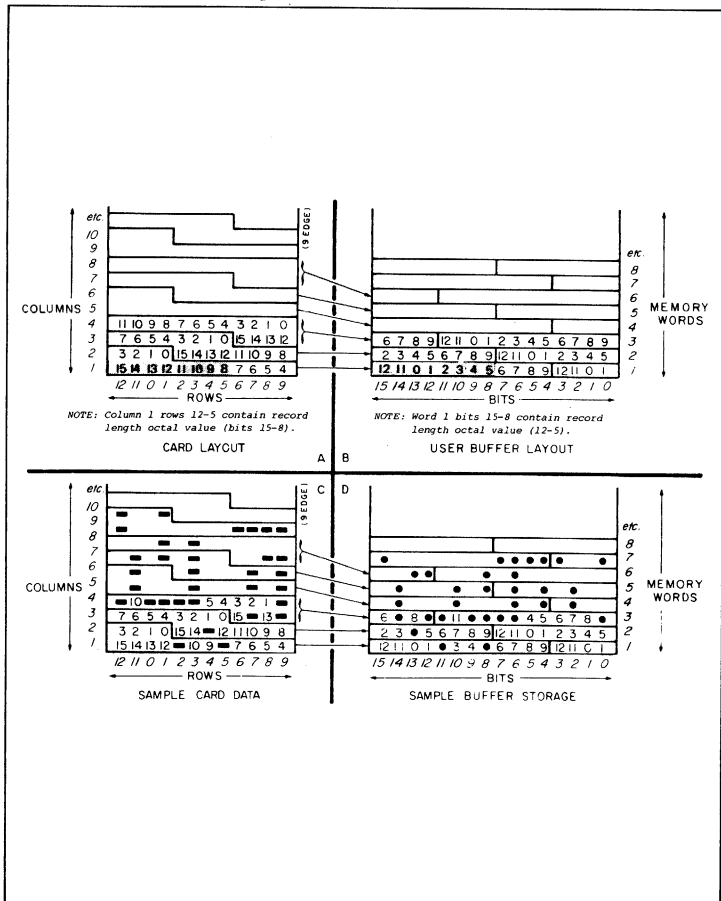 etc.
10
9
8
7
6
5
4 11 10 9 8 7 6 5 4 3 2 1 0
3 7 6 5 4 3 2 1 0 15 14 13 12
2 3 2 1 0 15 14 13 12 11 10 9 8
1 15 14 13 12 11 10 9 8 7 6 5 4
12 11 0 1 2 3 4 5 6 7 8 9
COLUMNS
ROWS
(9 EDGE)
NOTE: Column 1 rows 12-5 contain record
length octal value (bits 15-8).
CARD LAYOUT
A
B
etc.
8
7
6
5
4
6 7 8 9 12 11 0 1 2 3 4 5 6 7 8 9 3
2 3 4 5 6 7 8 9 12 11 0 1 2 3 4 5 2
12 11 0 1 2 3 4 5 6 7 8 9 12 11 0 1 1
15 14 13 12 11 10 9 8 7 6 5 4 3 2 1 0
BITS
MEMORY
WORDS
NOTE: Word 1 bits 15-8 contain record
length octal value (12-5).
USER BUFFER LAYOUT
C
D
etc.
10
9
8
7
6
5
4 10 5 4 3 2 1
3 7 6 5 4 3 2 1 0 15 13
2 3 2 1 0 15 14 12 11 10 9 8
1 15 14 13 12 10 9 7 6 5 4
12 11 0 1 2 3 4 5 6 7 8 9
COLUMNS
ROWS
(9 EDGE)
SAMPLE CARD DATA
etc.
8
7
6
5
4
6 8 11 4 5 6 7 8 3
2 3 5 6 7 8 9 12 11 0 1 2 3 4 5 2
12 11 0 1 3 4 6 7 8 9 12 11 0 1 1
15 14 13 12 11 10 9 8 7 6 5 4 3 2 1 0
BITS
MEMORY
WORDS
SAMPLE BUFFER STORAGE